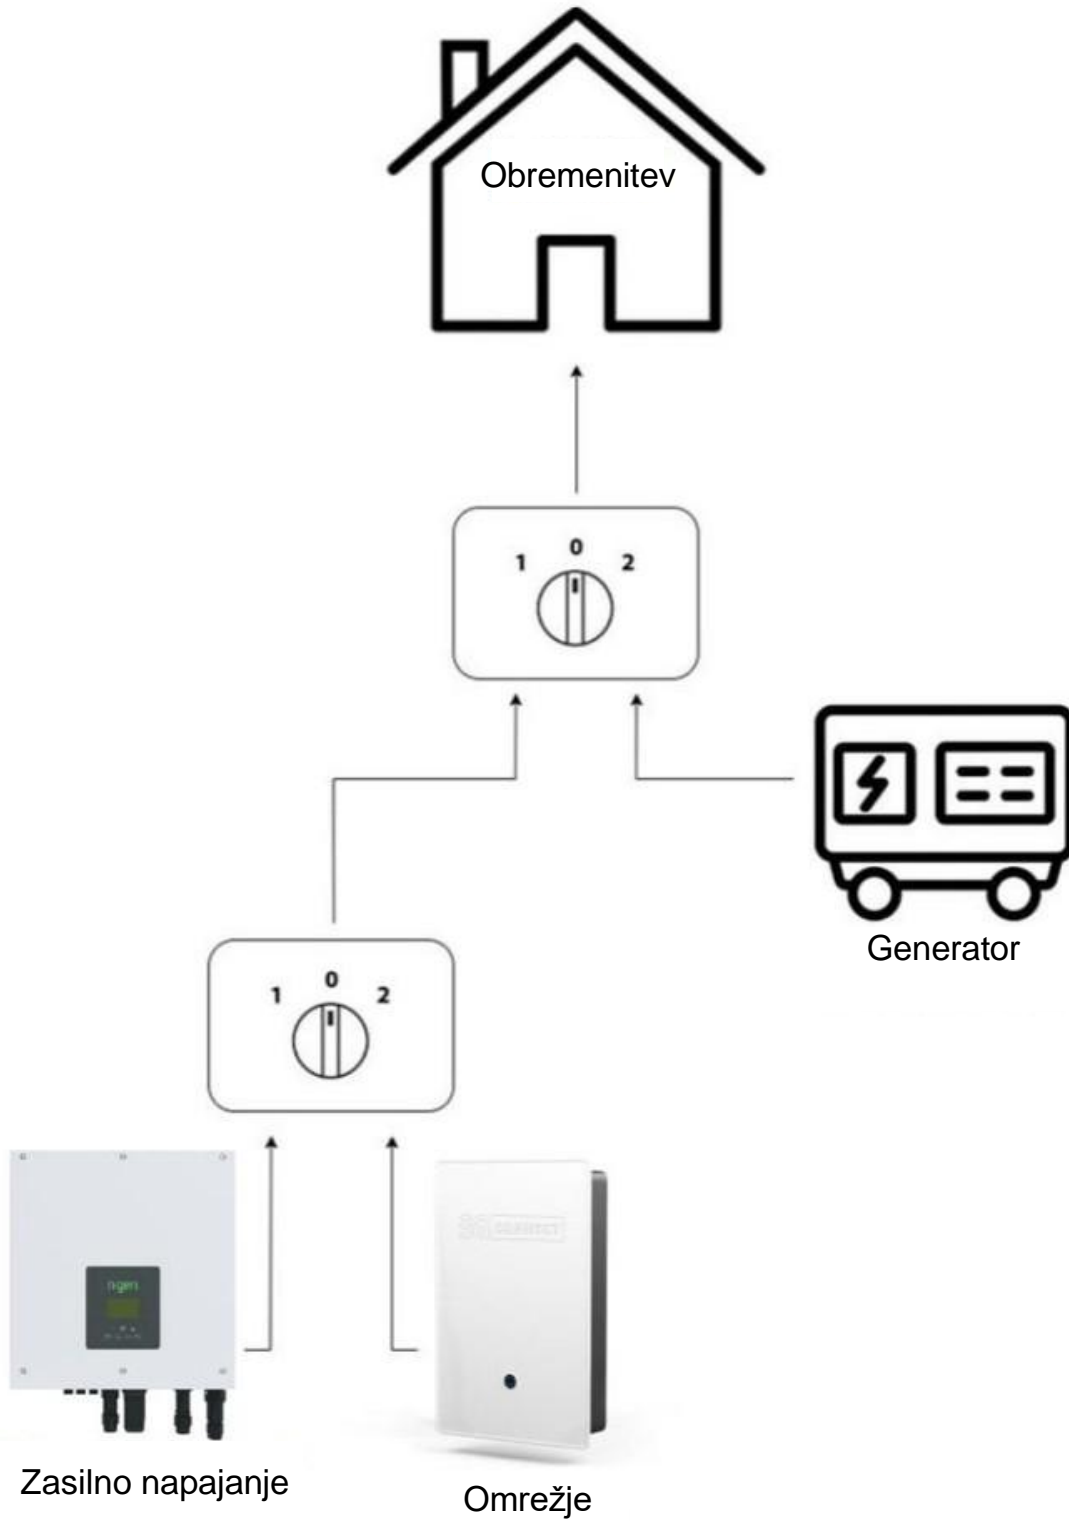 Obremenitev
1 0 2
Generator
1 0 2
ngen
Zasilno napajanje
Omrežje